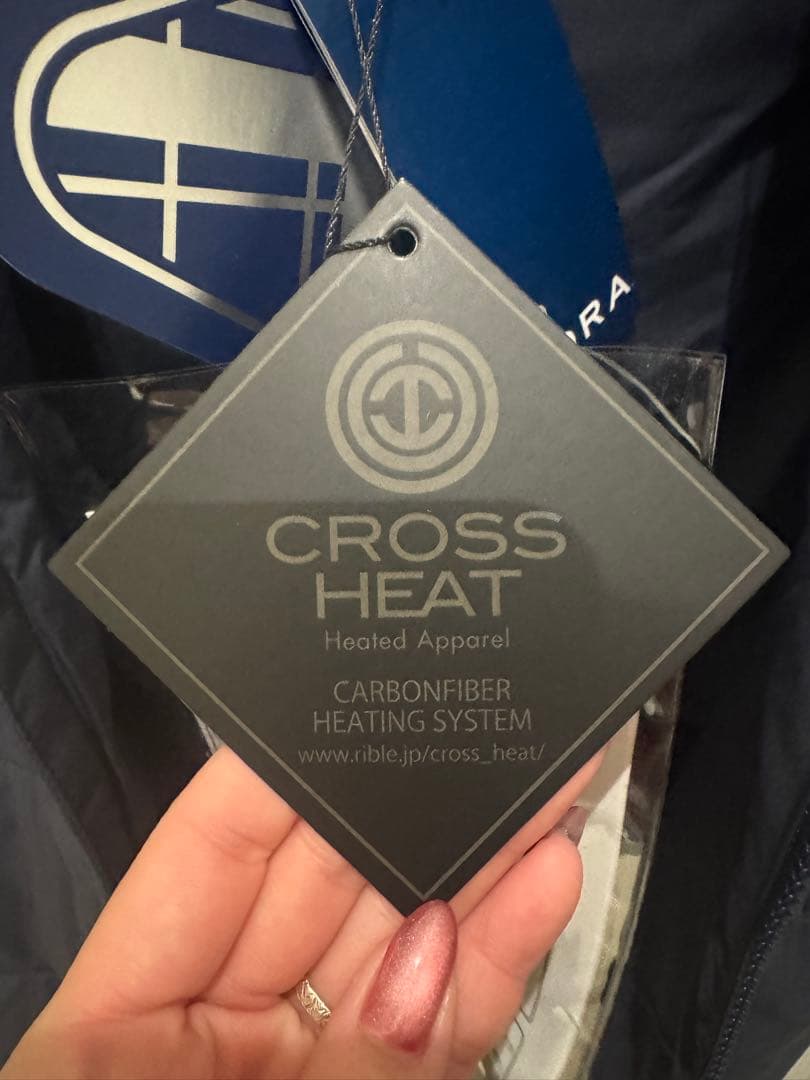 CROSS
HEAT
Heated Apparel
CARBONFIBER
HEATING SYSTEM
www.rible.jp/cross_heat/